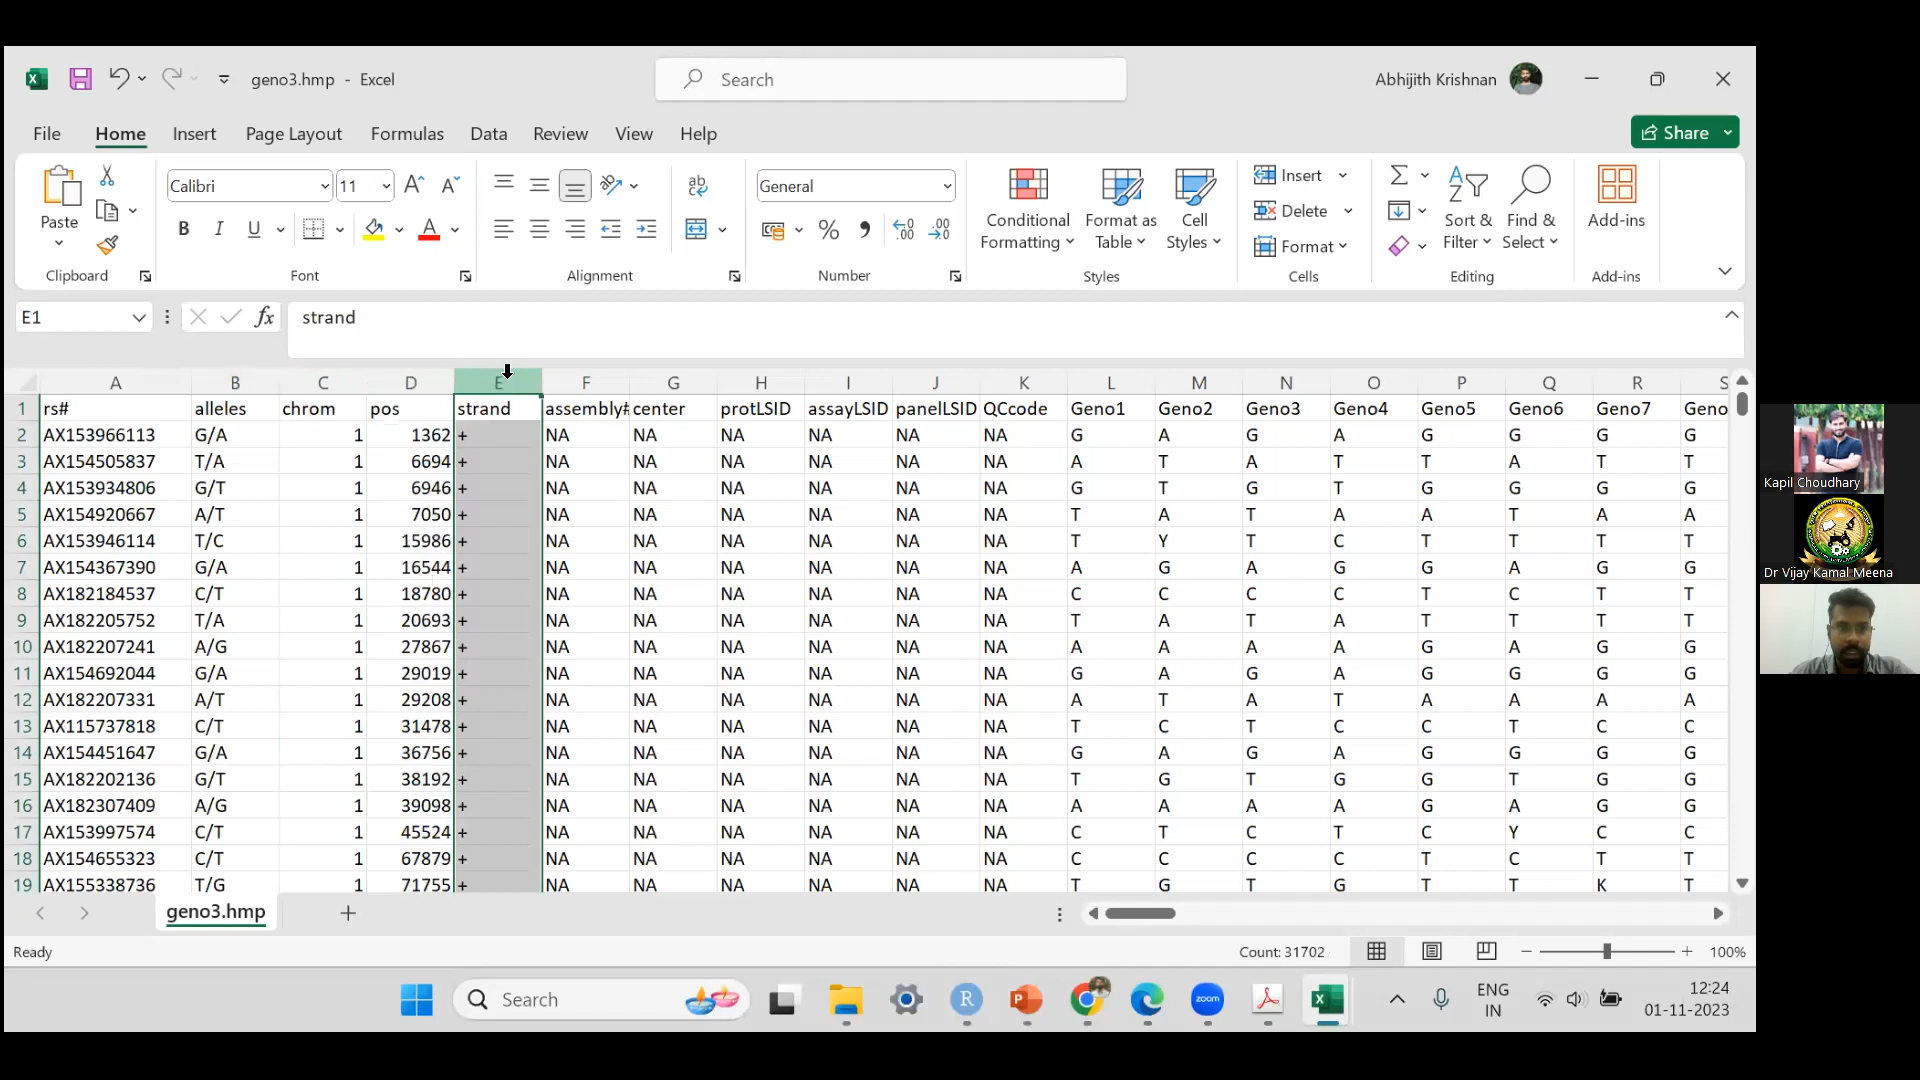 geno3.hmp - Excel
Search
Abhijith Krishnan
File Home Insert Page Layout Formulas Data Review View Help
Share
Paste
Calibri 11
B I U
ab
General
% , .00
Conditional Formatting
Format as Table
Cell Styles
Insert
Delete
Format
Sort & Filter
Find & Select
Add-ins
Clipboard Font Alignment Number Styles Cells Editing Add-ins
E1 fx strand
A B C D E F G H I J K L M N O P Q R S
1 rs# alleles chrom pos strand assembly# center protLSID assayLSID panelLSID QCcode Geno1 Geno2 Geno3 Geno4 Geno5 Geno6 Geno7 Geno
2 AX153966113 G/A 1 1362 + NA NA NA NA NA NA G A G A G G G G
3 AX154505837 T/A 1 6694 + NA NA NA NA NA NA A T A T T A T T
4 AX153934806 G/T 1 6946 + NA NA NA NA NA NA G T G T G G G G
5 AX154920667 A/T 1 7050 + NA NA NA NA NA NA T A T A A T A A
6 AX153946114 T/C 1 15986 + NA NA NA NA NA NA T Y T C T T T T
7 AX154367390 G/A 1 16544 + NA NA NA NA NA NA A G A G G A G G
8 AX182184537 C/T 1 18780 + NA NA NA NA NA NA C C C C T C T T
9 AX182205752 T/A 1 20693 + NA NA NA NA NA NA T A T A T T T T
10 AX182207241 A/G 1 27867 + NA NA NA NA NA NA A A A A G A G G
11 AX154692044 G/A 1 29019 + NA NA NA NA NA NA G A G A G G G G
12 AX182207331 A/T 1 29208 + NA NA NA NA NA NA A T A T A A A A
13 AX115737818 C/T 1 31478 + NA NA NA NA NA NA T C T C C T C C
14 AX154451647 G/A 1 36756 + NA NA NA NA NA NA G A G A G G G G
15 AX182202136 G/T 1 38192 + NA NA NA NA NA NA T G T G G T G G
16 AX182307409 A/G 1 39098 + NA NA NA NA NA NA A A A A G A G G
17 AX153997574 C/T 1 45524 + NA NA NA NA NA NA C T C T C Y C C
18 AX154655323 C/T 1 67879 + NA NA NA NA NA NA C C C C T C T T
19 AX155338736 T/G 1 71755 + NA NA NA NA NA NA T G T G T T K T
geno3.hmp
Ready Count: 31702 100%
Search
zoom
ENG
IN
12:24
01-11-2023
Kapil Choudhary
Dr Vijay Kamal Meena